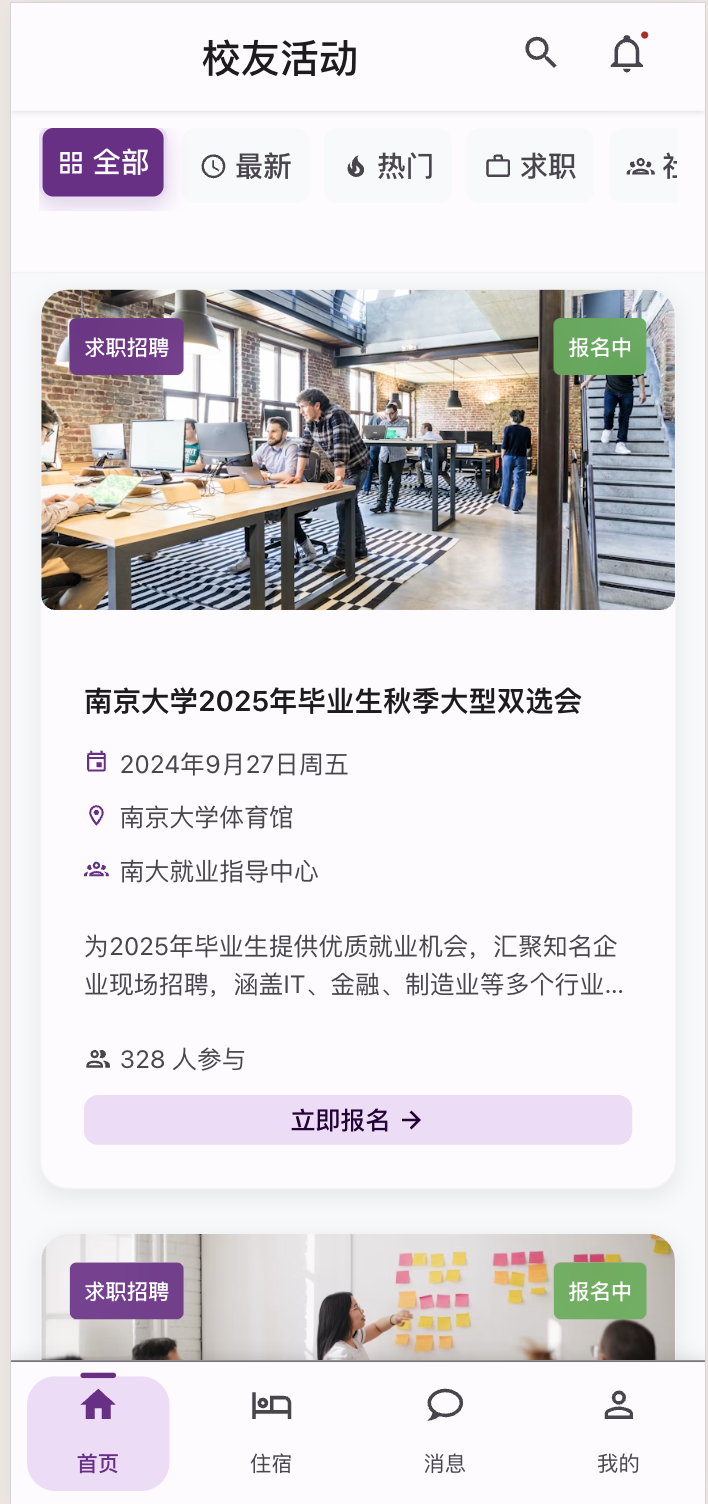 校友活动
全部
最新
热门
求职
求职招聘
报名中
南京大学2025年毕业生秋季大型双选会
2024年9月27日周五
南京大学体育馆
南大就业指导中心
为2025年毕业生提供优质就业机会，汇聚知名企
业现场招聘，涵盖IT、金融、制造业等多个行业...
328 人参与
立即报名 →
求职招聘
报名中
首页
住宿
消息
我的